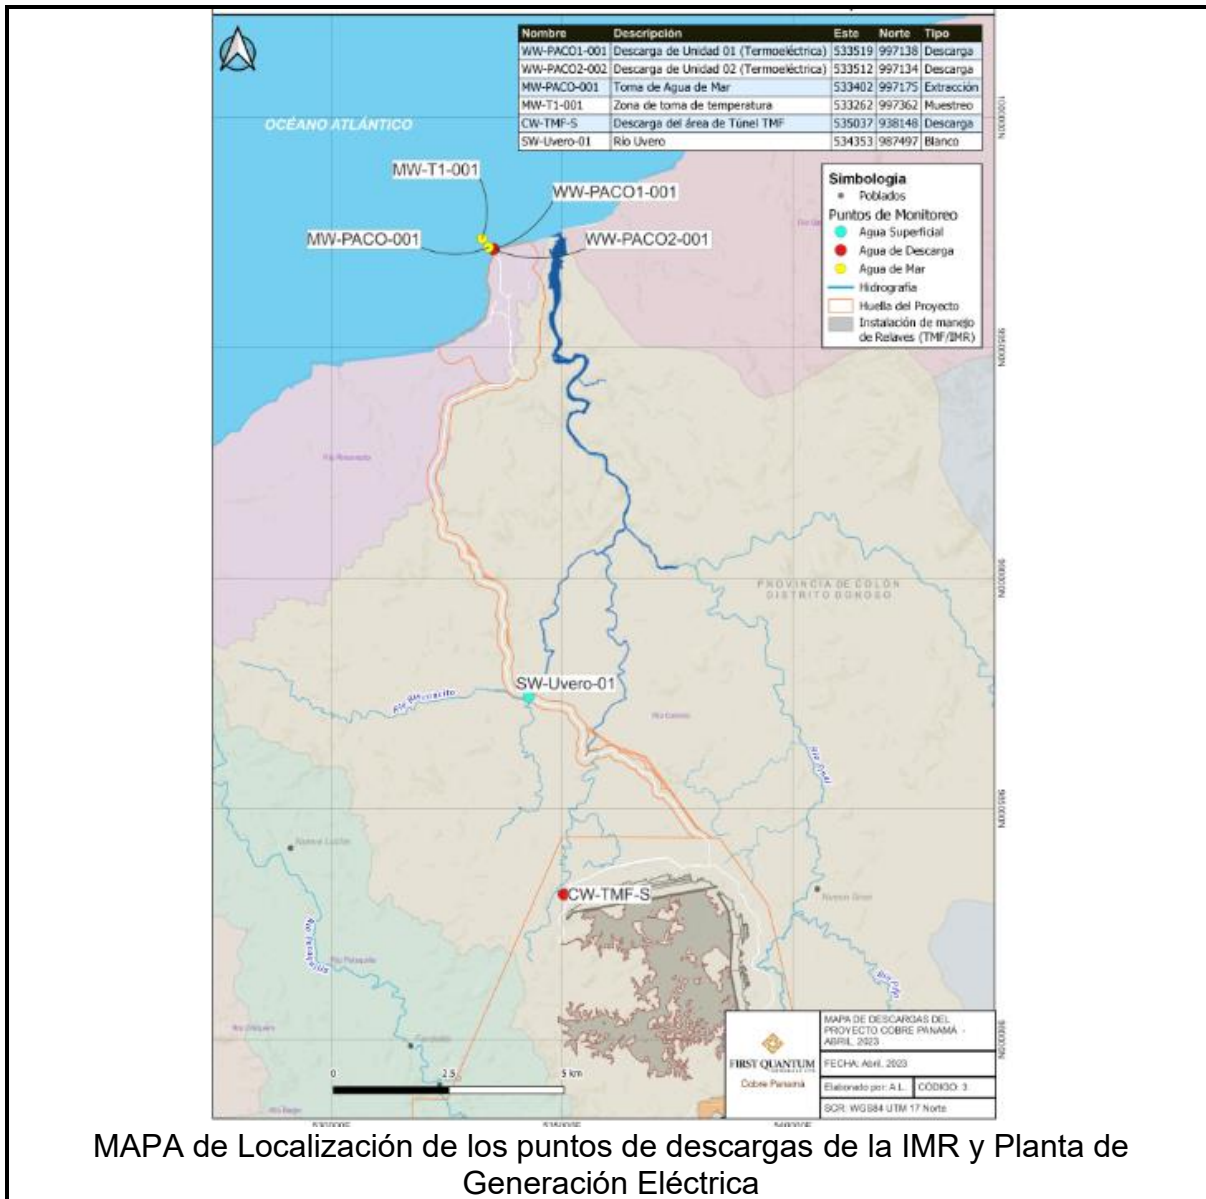 Nombre Descripción Este Norte Tipo
WW-PACO1-001 Descarga de Unidad 01 (Termoeléctrica) 533519 997138 Descarga
WW-PACO2-002 Descarga de Unidad 02 (Termoeléctrica) 533512 997134 Descarga
MW-PACO-001 Toma de Agua de Mar 533402 997175 Extracción
MW-T1-001 Zona de toma de temperatura 533262 997362 Muestreo
CW-TMF-S Descarga del área de Túnel TMF 535037 938148 Descarga
SW-Uvero-01 Río Uvero 534353 987497 Blanco
OCÉANO ATLÁNTICO
MW-T1-001
WW-PACO1-001
MW-PACO-001
WW-PACO2-001
Simbología
Poblados
Puntos de Monitoreo
Agua Superficial
Agua de Descarga
Agua de Mar
Hidrografía
Huella del Proyecto
Instalación de manejo
de Relaves (TMF/IMR)
PROVINCIA DE COLÓN
DISTRITO DONOSO
SW-Uvero-01
CW-TMF-S
0 2.5 5 km
FIRST QUANTUM
Cobre Panamá
MAPA DE DESCARGAS DEL
PROYECTO COBRE PANAMÁ -
ABRIL, 2023
FECHA: Abril, 2023
Elaborado por: A.L. CÓDIGO: 3
SCR: WGS84 UTM 17 Norte
MAPA de Localización de los puntos de descargas de la IMR y Planta de
Generación Eléctrica